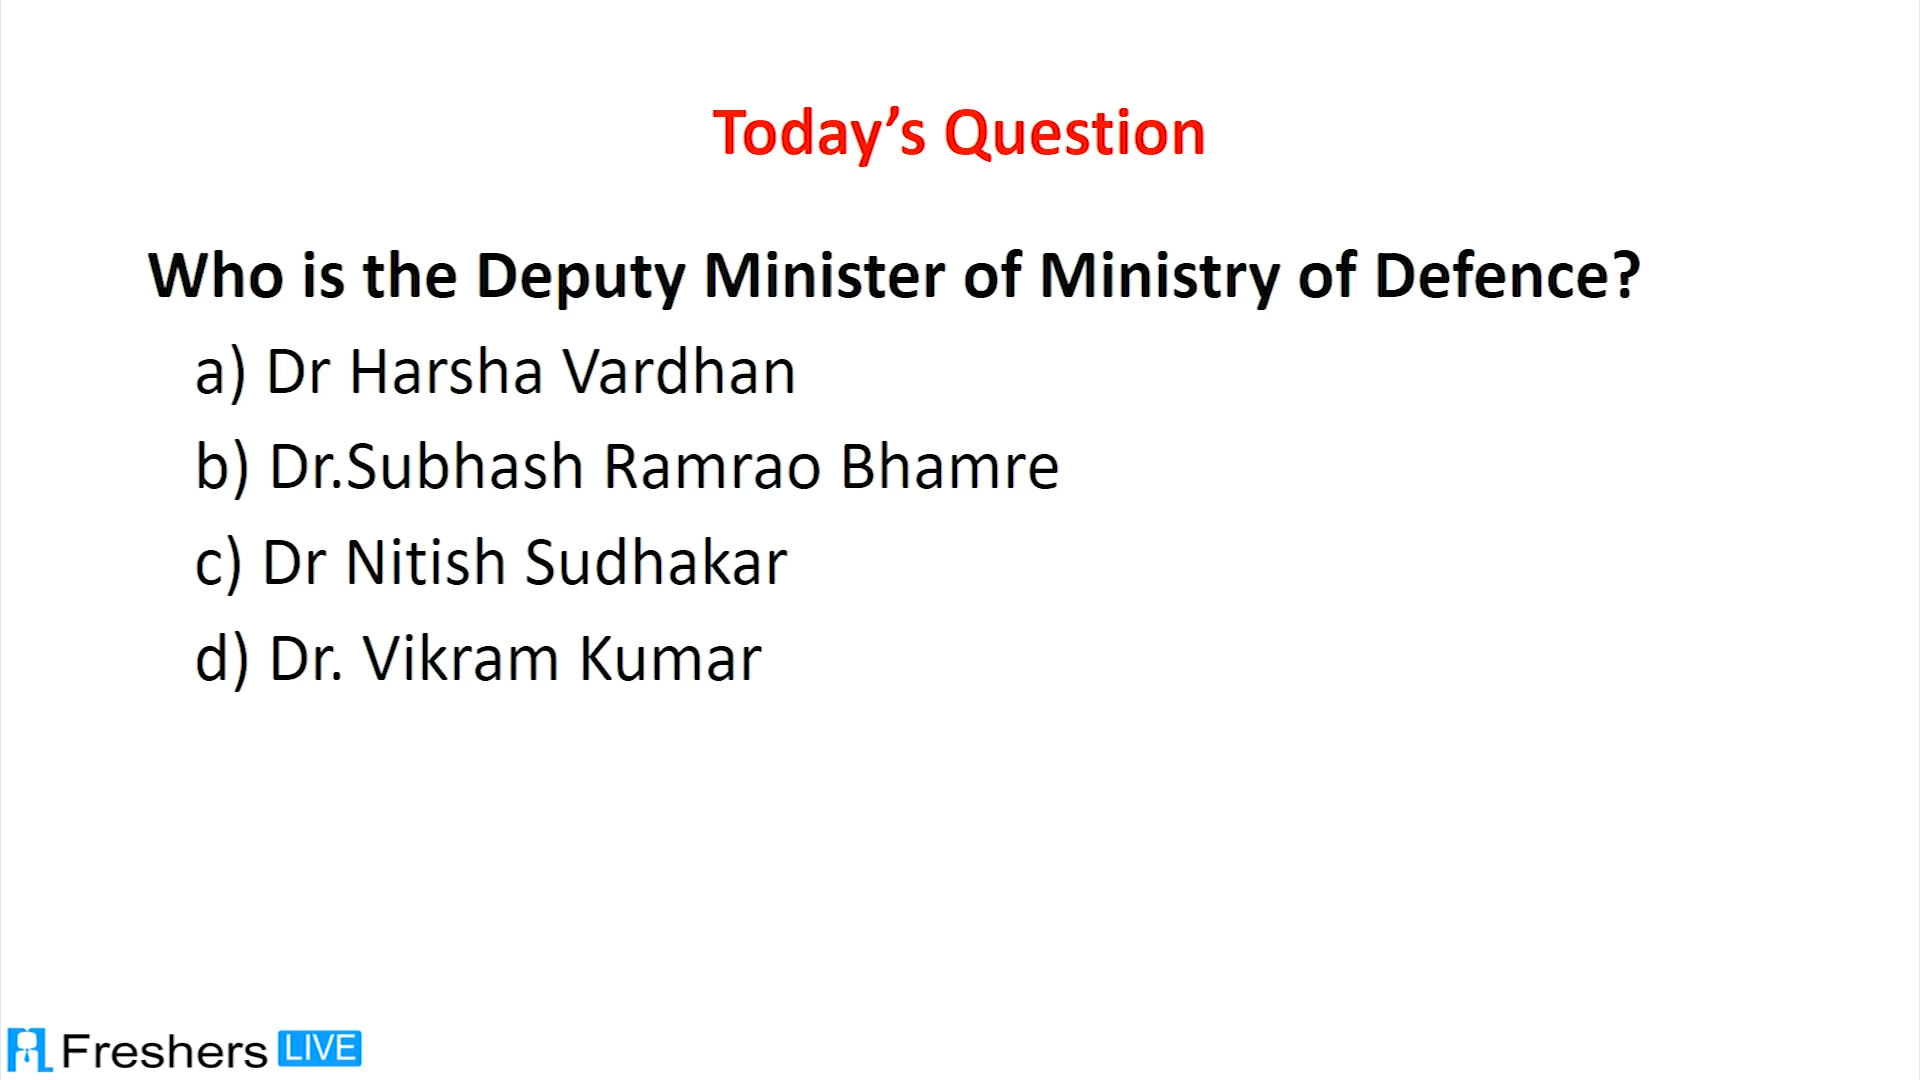 Today’s Question
Who is the Deputy Minister of Ministry of Defence?
a) Dr Harsha Vardhan
b) Dr.Subhash Ramrao Bhamre
c) Dr Nitish Sudhakar
d) Dr. Vikram Kumar
Freshers LIVE